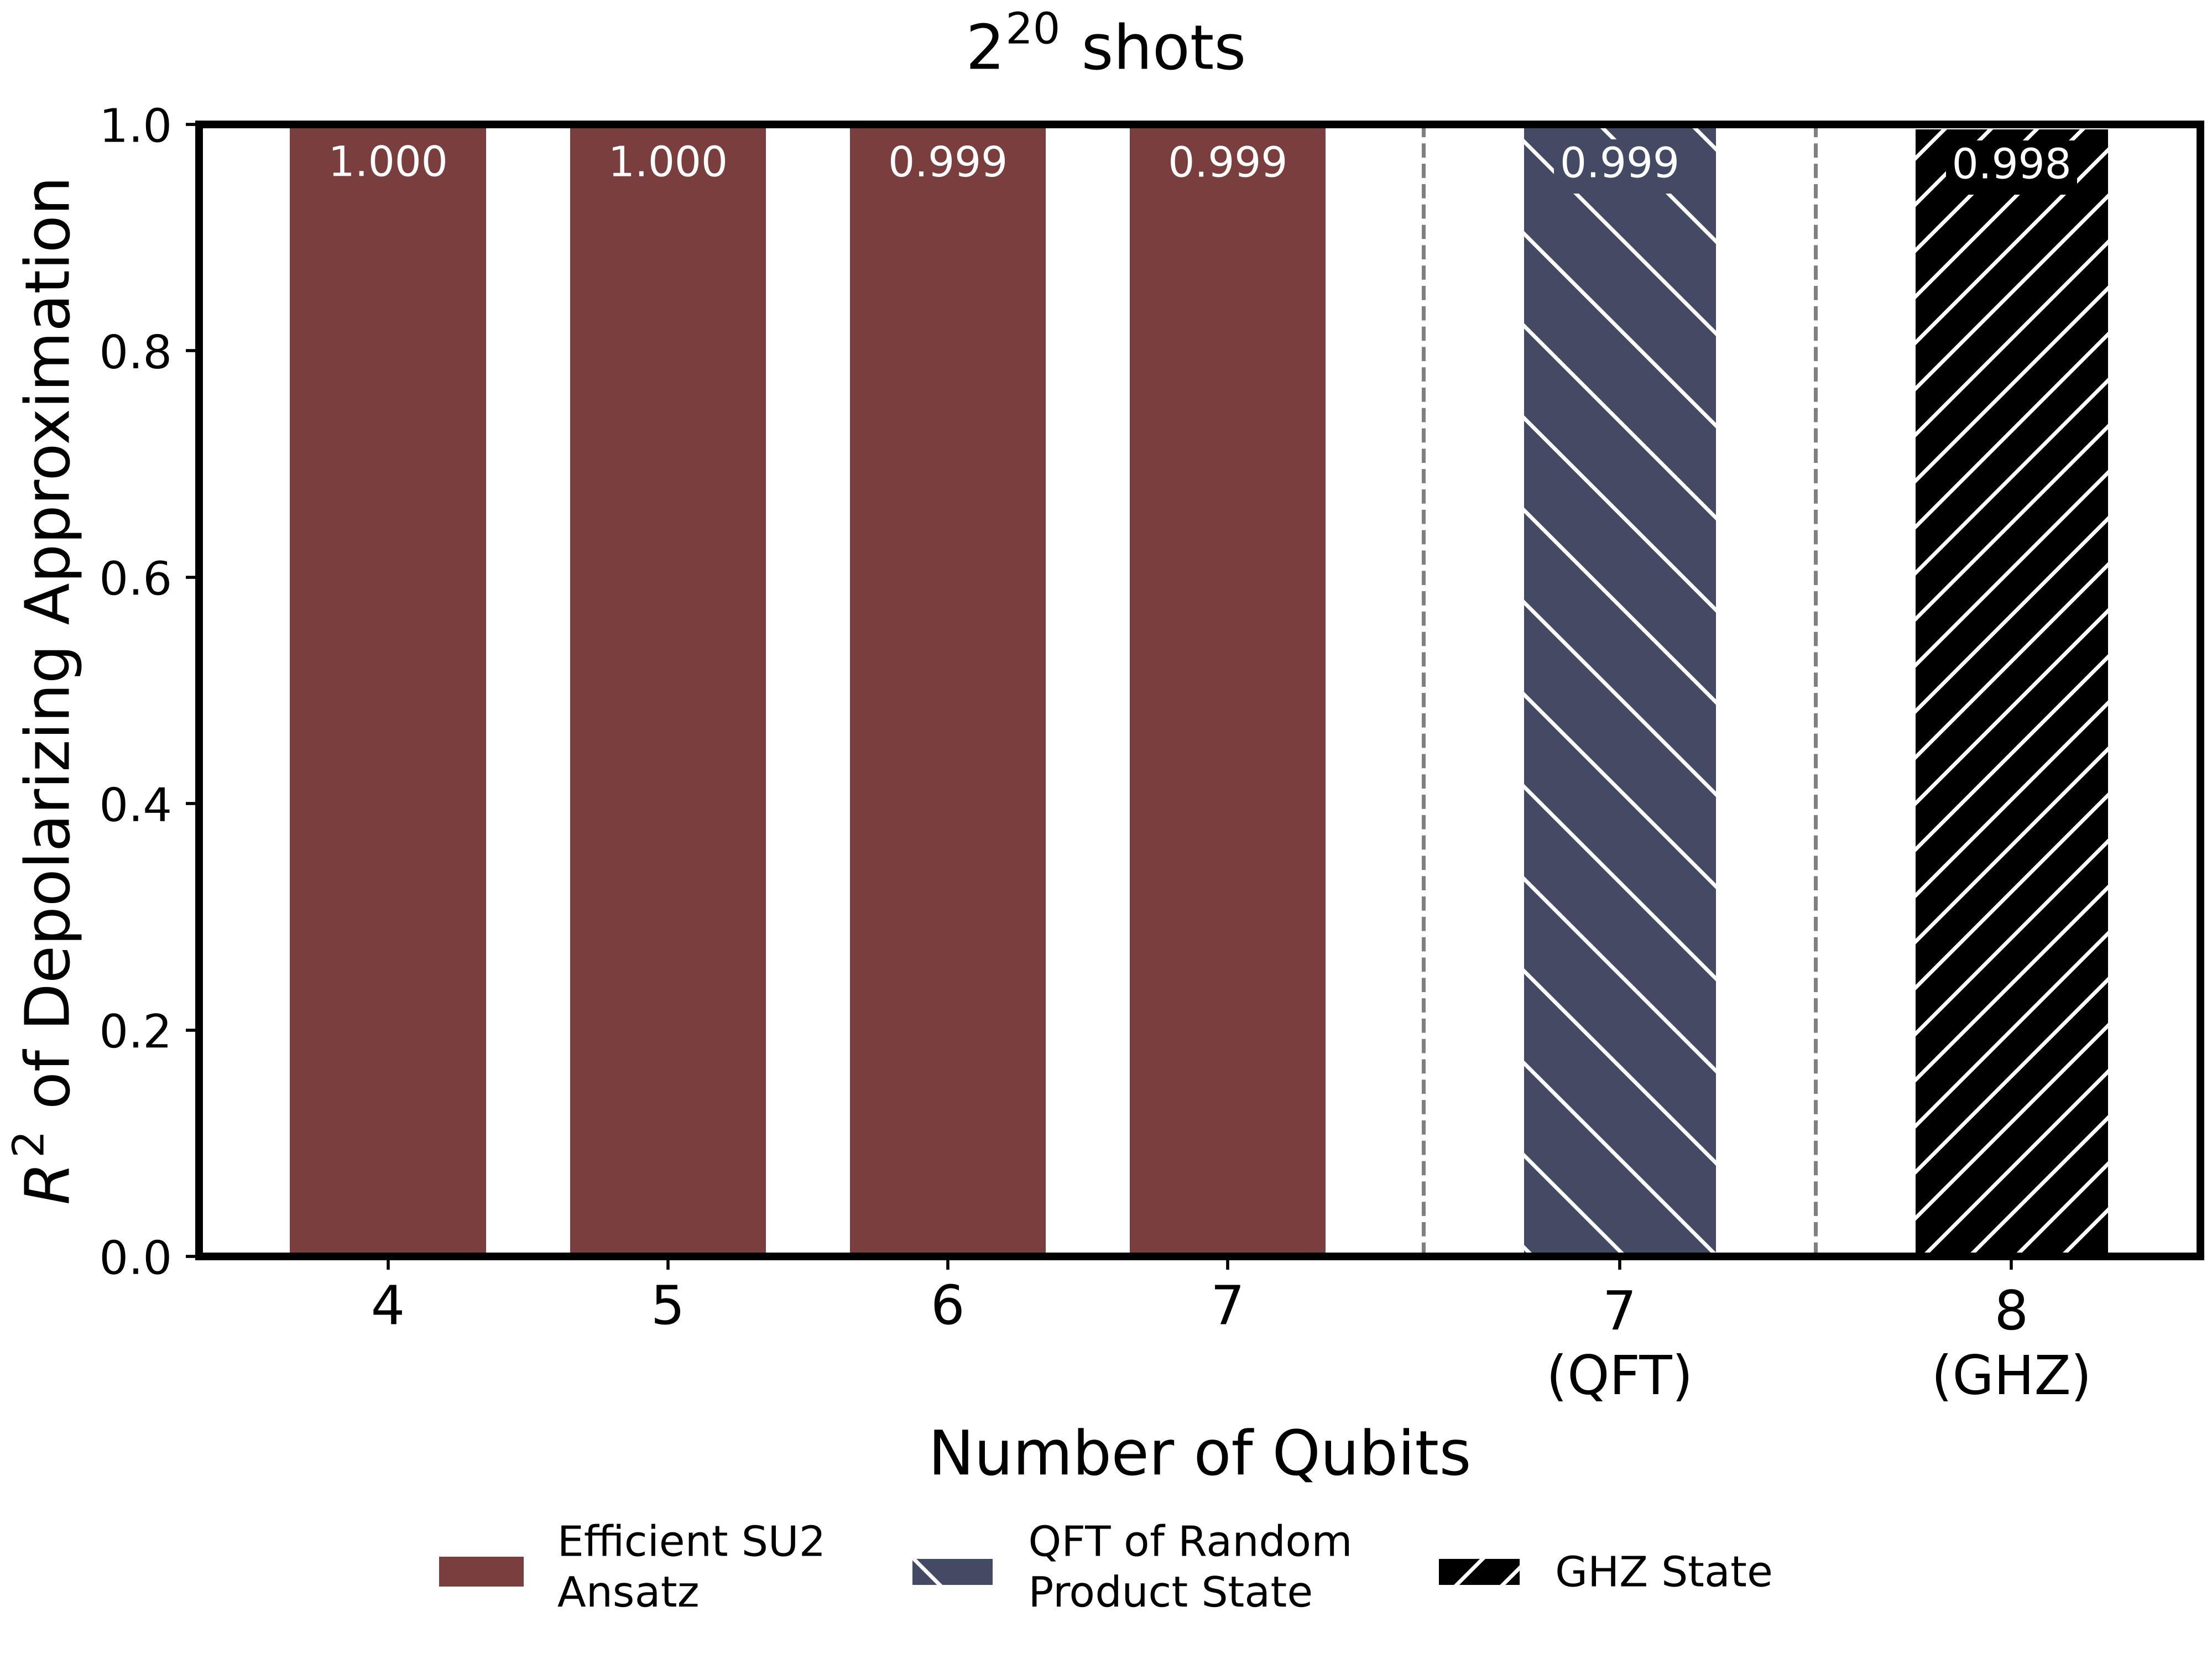 2^20 shots
R^2 of Depolarizing Approximation
1.0
0.8
0.6
0.4
0.2
0.0
1.000
1.000
0.999
0.999
0.999
0.998
4
5
6
7
7
(QFT)
8
(GHZ)
Number of Qubits
Efficient SU2
Ansatz
QFT of Random
Product State
GHZ State